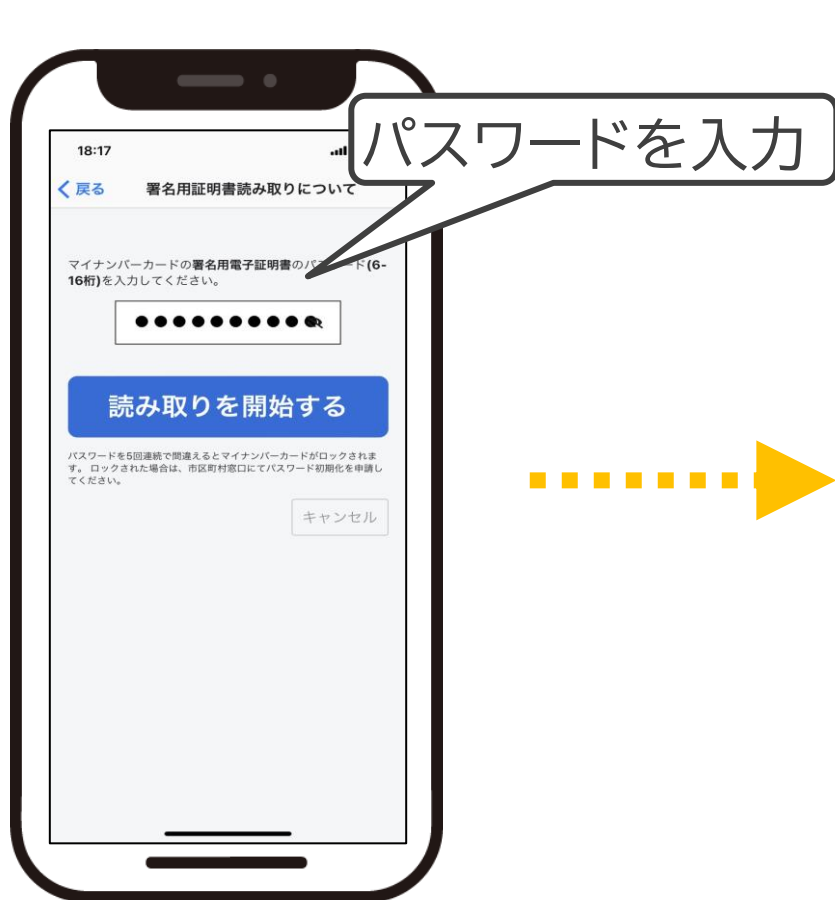 パスワードを入力
18:17
戻る 署名用証明書読み取りについて
マイナンバーカードの署名用電子証明書のパ ード(6-
16桁)を入力してください。
読み取りを開始する
パスワードを5回連続で間違えるとマイナンバーカードがロックされま
す。 ロックされた場合は、市区町村窓口にてパスワード初期化を申請し
てください。
キャンセル